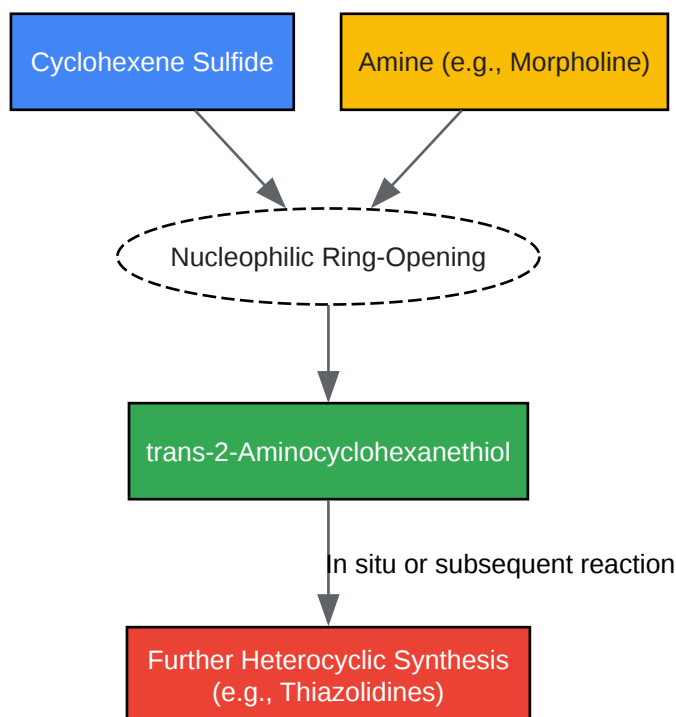 Cyclohexene Sulfide
Amine (e.g., Morpholine)
Nucleophilic Ring-Opening
trans-2-Aminocyclohexanethiol
In situ or subsequent reaction
Further Heterocyclic Synthesis
(e.g., Thiazolidines)